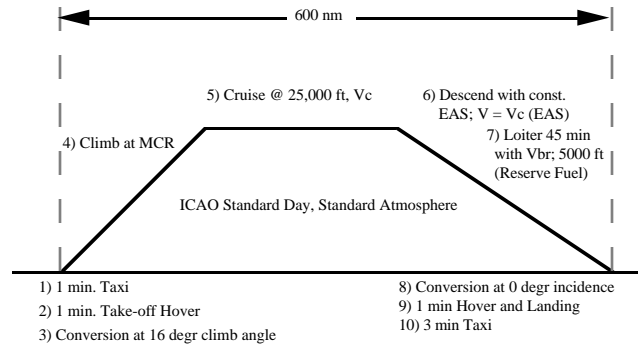 600 nm
5) Cruise @ 25,000 ft, Vc
6) Descend with const.
EAS; V = Vc (EAS)
7) Loiter 45 min
with Vbr; 5000 ft
(Reserve Fuel)
4) Climb at MCR
ICAO Standard Day, Standard Atmosphere
1) 1 min. Taxi
2) 1 min. Take-off Hover
3) Conversion at 16 degr climb angle
8) Conversion at 0 degr incidence
9) 1 min Hover and Landing
10) 3 min Taxi